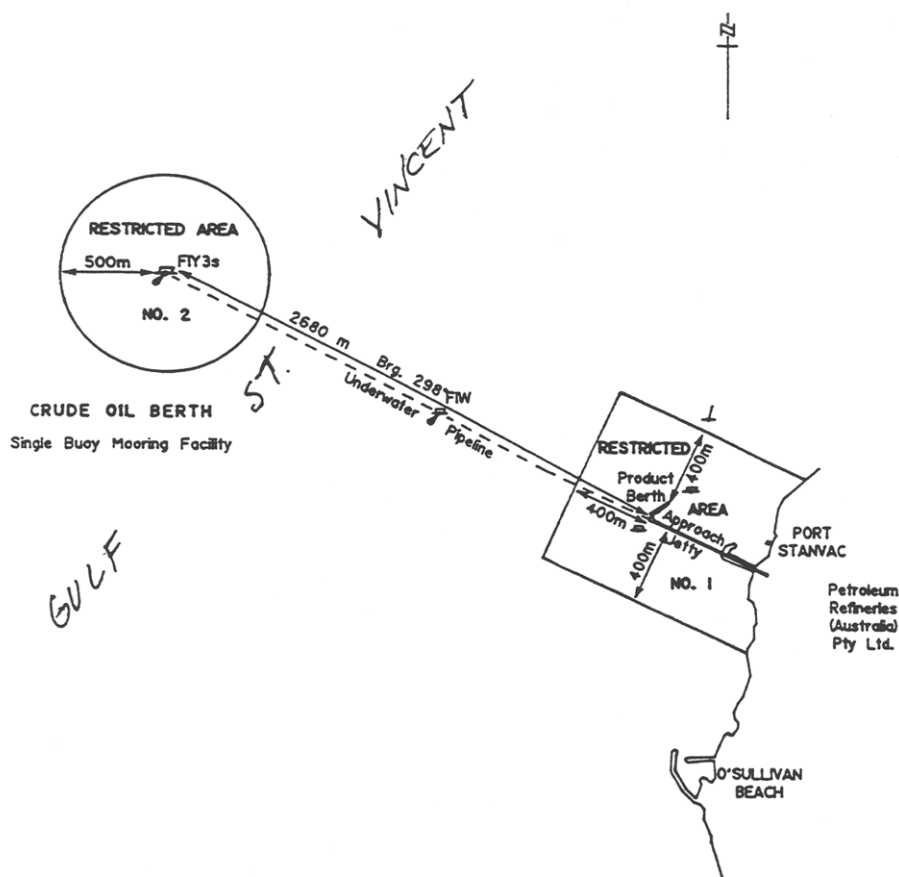 N
VINCENT
RESTRICTED AREA
500m
FlY3s
NO. 2
2680 m
Brg. 298°
FlW
ST.
Underwater
Pipeline
CRUDE OIL BERTH
Single Buoy Mooring Facility
RESTRICTED
400m
Product
Berth
AREA
400m
Approach
Jetty
400m
NO. 1
PORT
STANVAC
GULF
Petroleum
Refineries
(Australia)
Pty Ltd.
O'SULLIVAN
BEACH